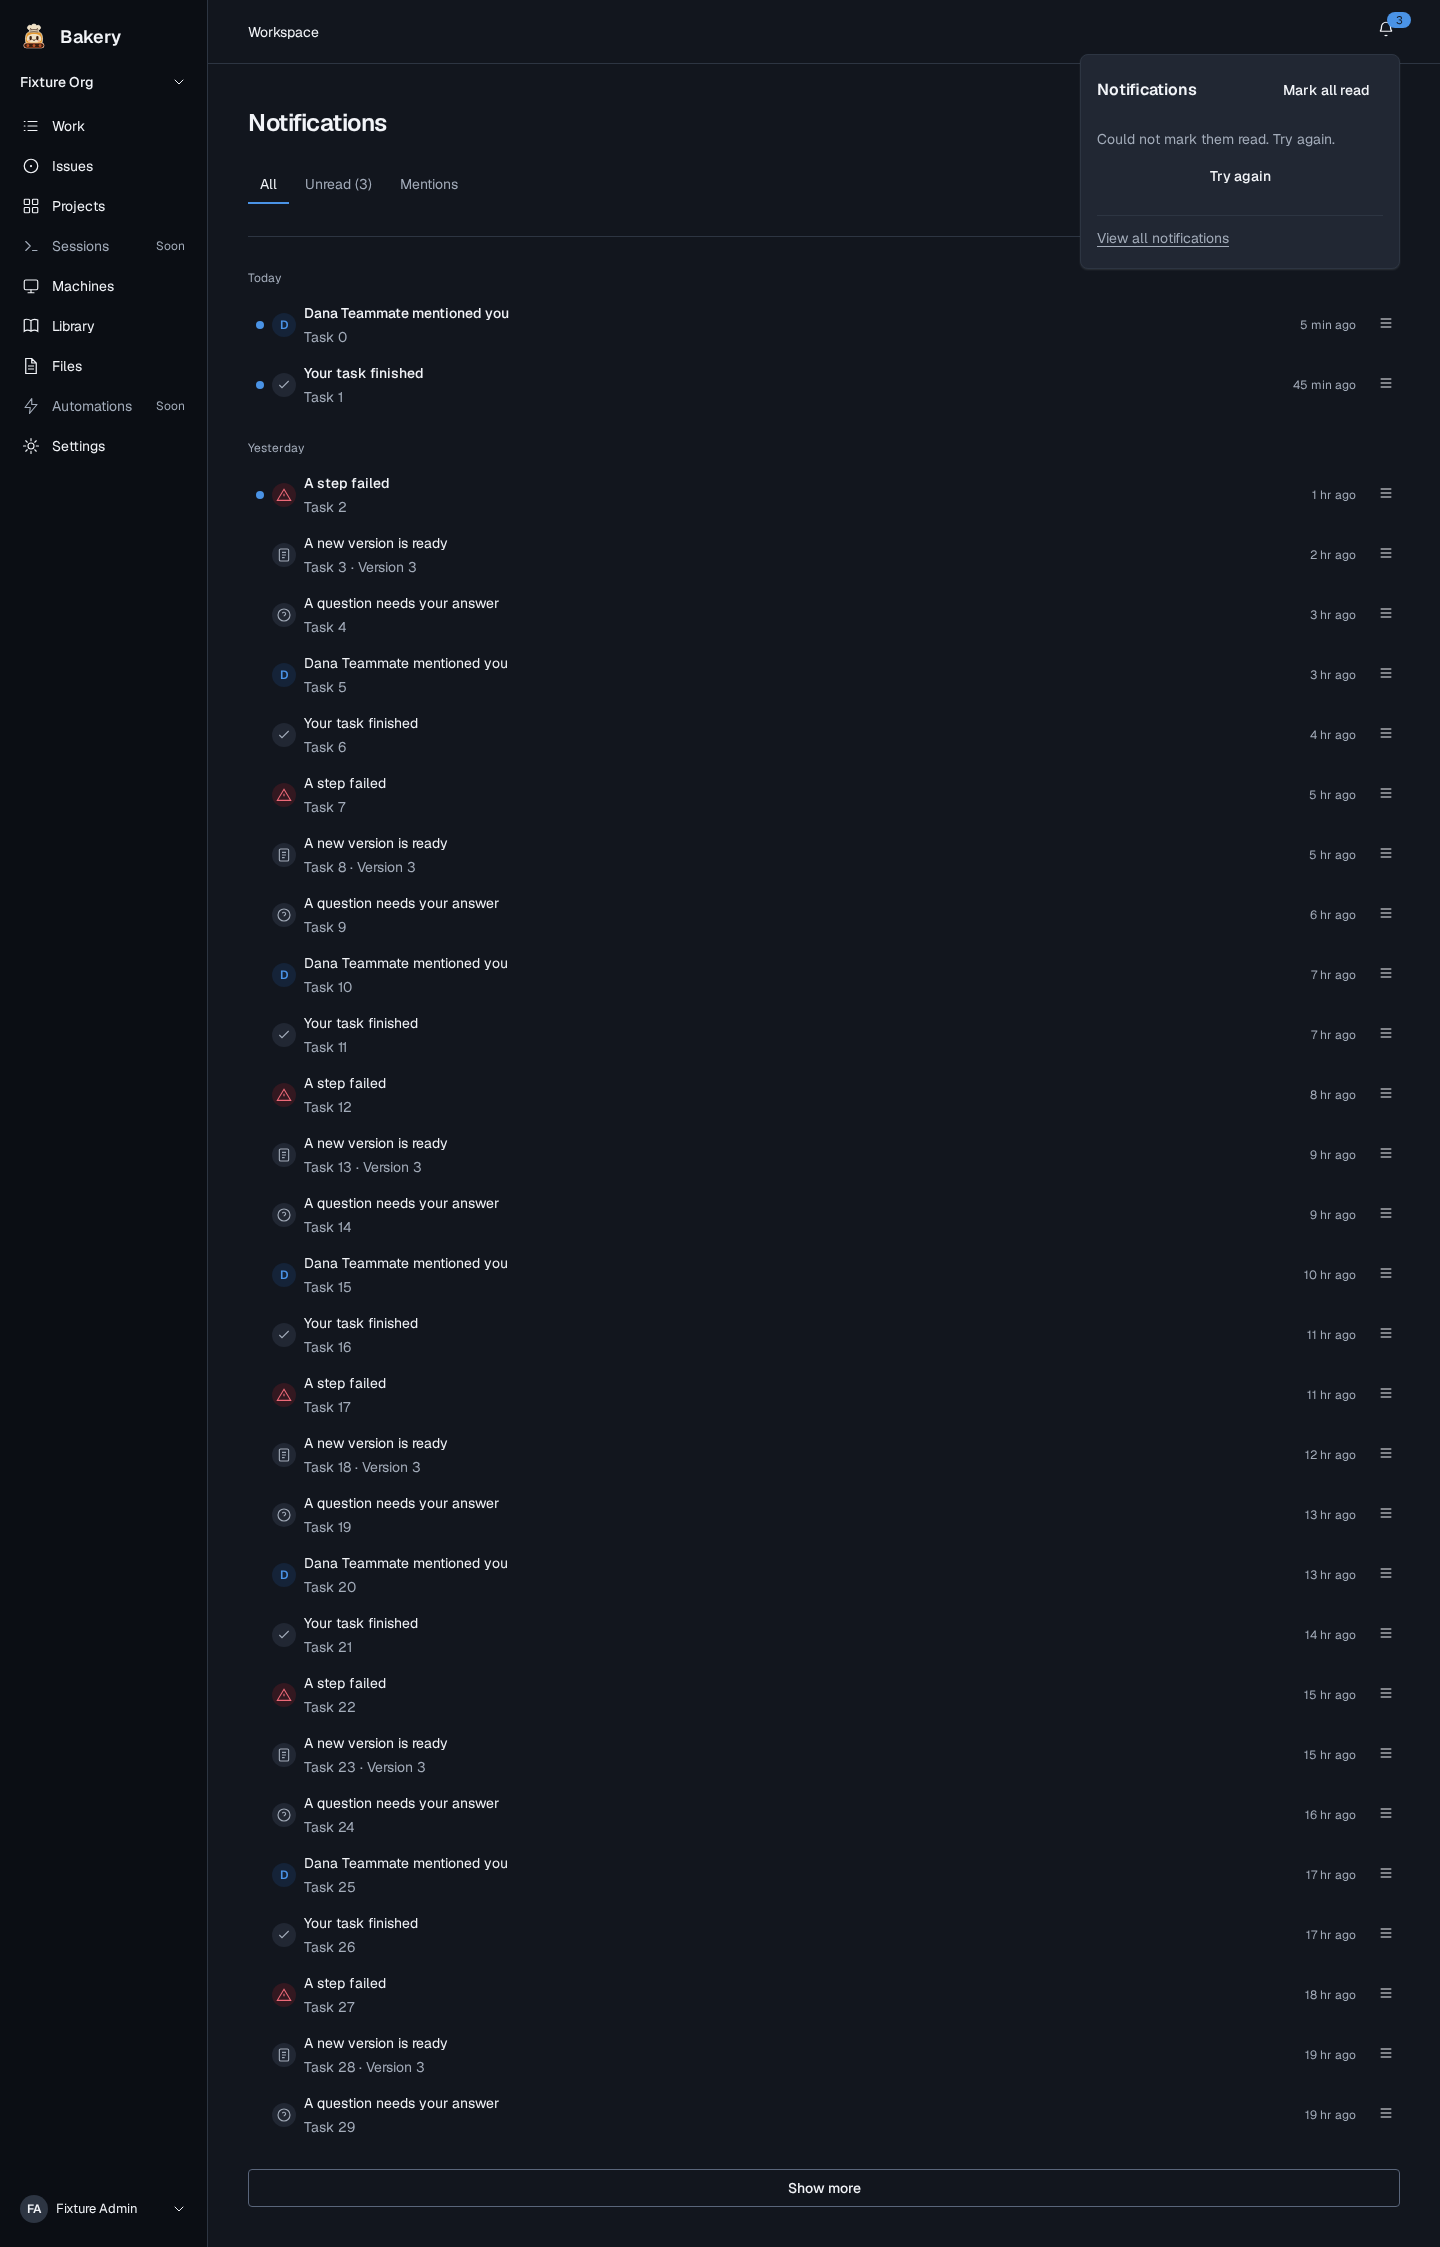 Bakery
Fixture Org
Work
Issues
Projects
Sessions Soon
Machines
Library
Files
Automations Soon
Settings
FA Fixture Admin
Workspace
3
Notifications
All Unread (3) Mentions
Notifications Mark all read
Could not mark them read. Try again.
Try again
View all notifications
Today
D Dana Teammate mentioned you
Task 0
5 min ago
Your task finished
Task 1
45 min ago
Yesterday
A step failed
Task 2
1 hr ago
A new version is ready
Task 3 · Version 3
2 hr ago
A question needs your answer
Task 4
3 hr ago
D Dana Teammate mentioned you
Task 5
3 hr ago
Your task finished
Task 6
4 hr ago
A step failed
Task 7
5 hr ago
A new version is ready
Task 8 · Version 3
5 hr ago
A question needs your answer
Task 9
6 hr ago
D Dana Teammate mentioned you
Task 10
7 hr ago
Your task finished
Task 11
7 hr ago
A step failed
Task 12
8 hr ago
A new version is ready
Task 13 · Version 3
9 hr ago
A question needs your answer
Task 14
9 hr ago
D Dana Teammate mentioned you
Task 15
10 hr ago
Your task finished
Task 16
11 hr ago
A step failed
Task 17
11 hr ago
A new version is ready
Task 18 · Version 3
12 hr ago
A question needs your answer
Task 19
13 hr ago
D Dana Teammate mentioned you
Task 20
13 hr ago
Your task finished
Task 21
14 hr ago
A step failed
Task 22
15 hr ago
A new version is ready
Task 23 · Version 3
15 hr ago
A question needs your answer
Task 24
16 hr ago
D Dana Teammate mentioned you
Task 25
17 hr ago
Your task finished
Task 26
17 hr ago
A step failed
Task 27
18 hr ago
A new version is ready
Task 28 · Version 3
19 hr ago
A question needs your answer
Task 29
19 hr ago
Show more